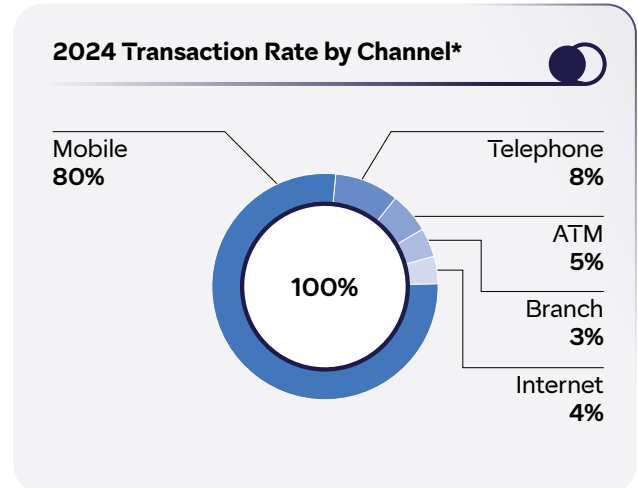 2024 Transaction Rate by Channel*
Mobile
80%
Telephone
8%
ATM
5%
100%
Branch
3%
Internet
4%